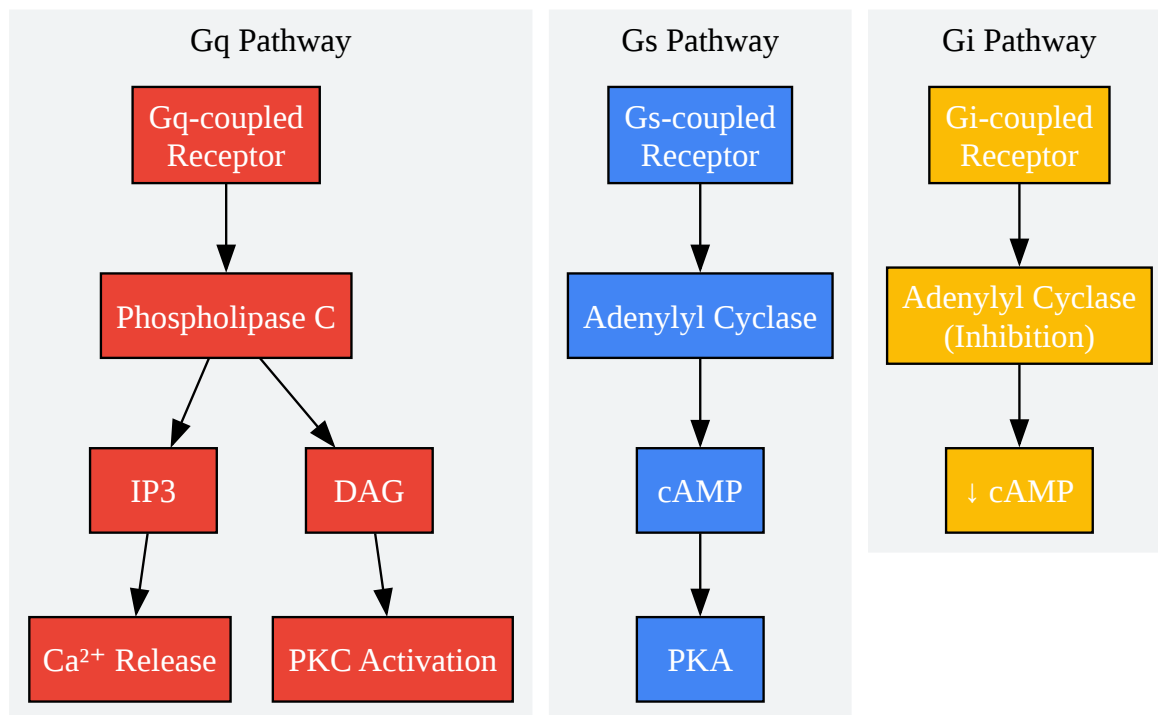 Gq Pathway
Gq-coupled
Receptor
Phospholipase C
IP3
DAG
Ca²⁺ Release
PKC Activation
Gs Pathway
Gs-coupled
Receptor
Adenylyl Cyclase
cAMP
PKA
Gi Pathway
Gi-coupled
Receptor
Adenylyl Cyclase
(Inhibition)
↓ cAMP